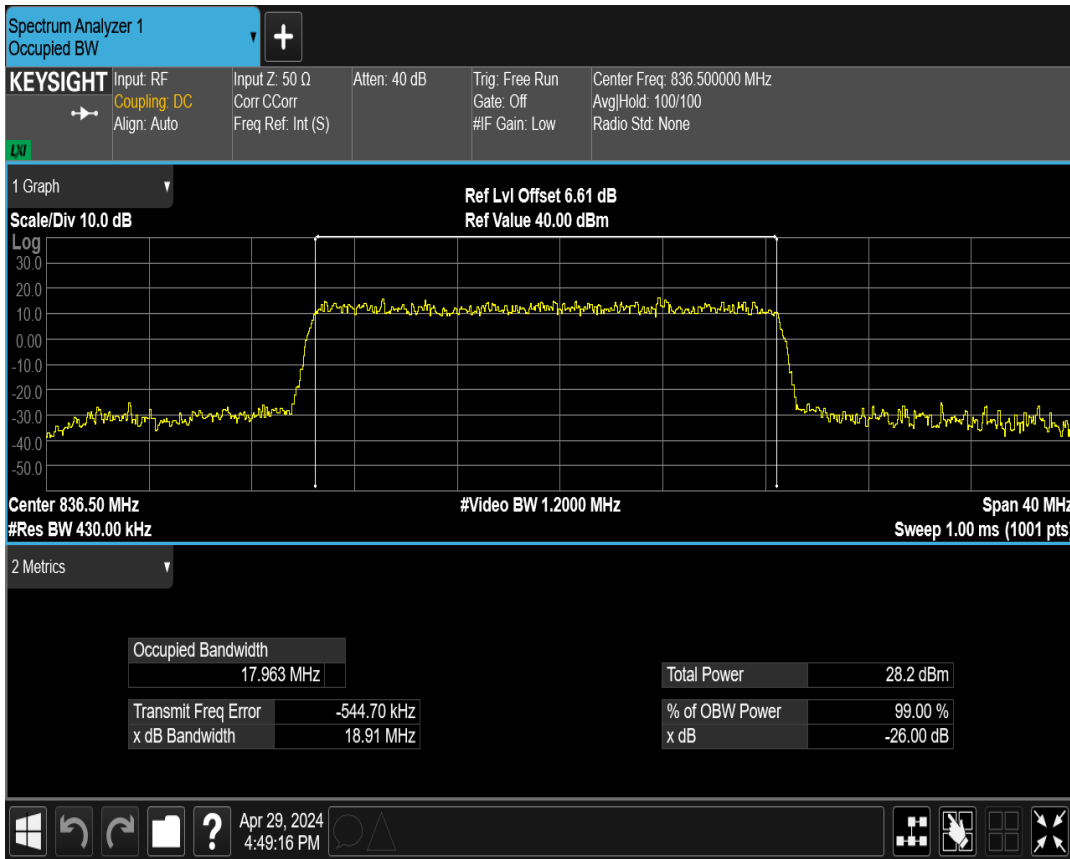 Spectrum Analyzer 1
Occupied BW
+
KEYSIGHT
LXI
Input: RF
Coupling: DC
Align: Auto
Input Z: 50 Ω
Corr CCorr
Freq Ref: Int (S)
Atten: 40 dB
Trig: Free Run
Gate: Off
#IF Gain: Low
Center Freq: 836.500000 MHz
Avg|Hold: 100/100
Radio Std: None
1 Graph
Scale/Div 10.0 dB
Ref Lvl Offset 6.61 dB
Ref Value 40.00 dBm
Log
30.0
20.0
10.0
0.00
-10.0
-20.0
-30.0
-40.0
-50.0
Center 836.50 MHz
#Res BW 430.00 kHz
#Video BW 1.2000 MHz
Span 40 MHz
Sweep 1.00 ms (1001 pts)
2 Metrics
Occupied Bandwidth
17.963 MHz
Transmit Freq Error -544.70 kHz
x dB Bandwidth 18.91 MHz
Total Power 28.2 dBm
% of OBW Power 99.00 %
x dB -26.00 dB
?
Apr 29, 2024
4:49:16 PM